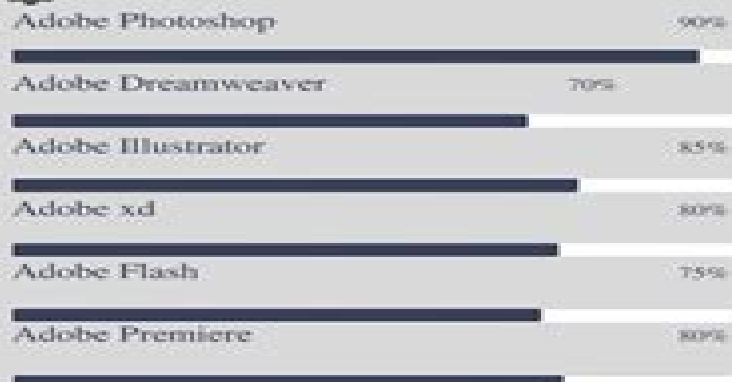 Adobe Photoshop 90%
Adobe Dreamweaver 70%
Adobe Illustrator 85%
Adobe xd 80%
Adobe Flash 75%
Adobe Premiere 80%